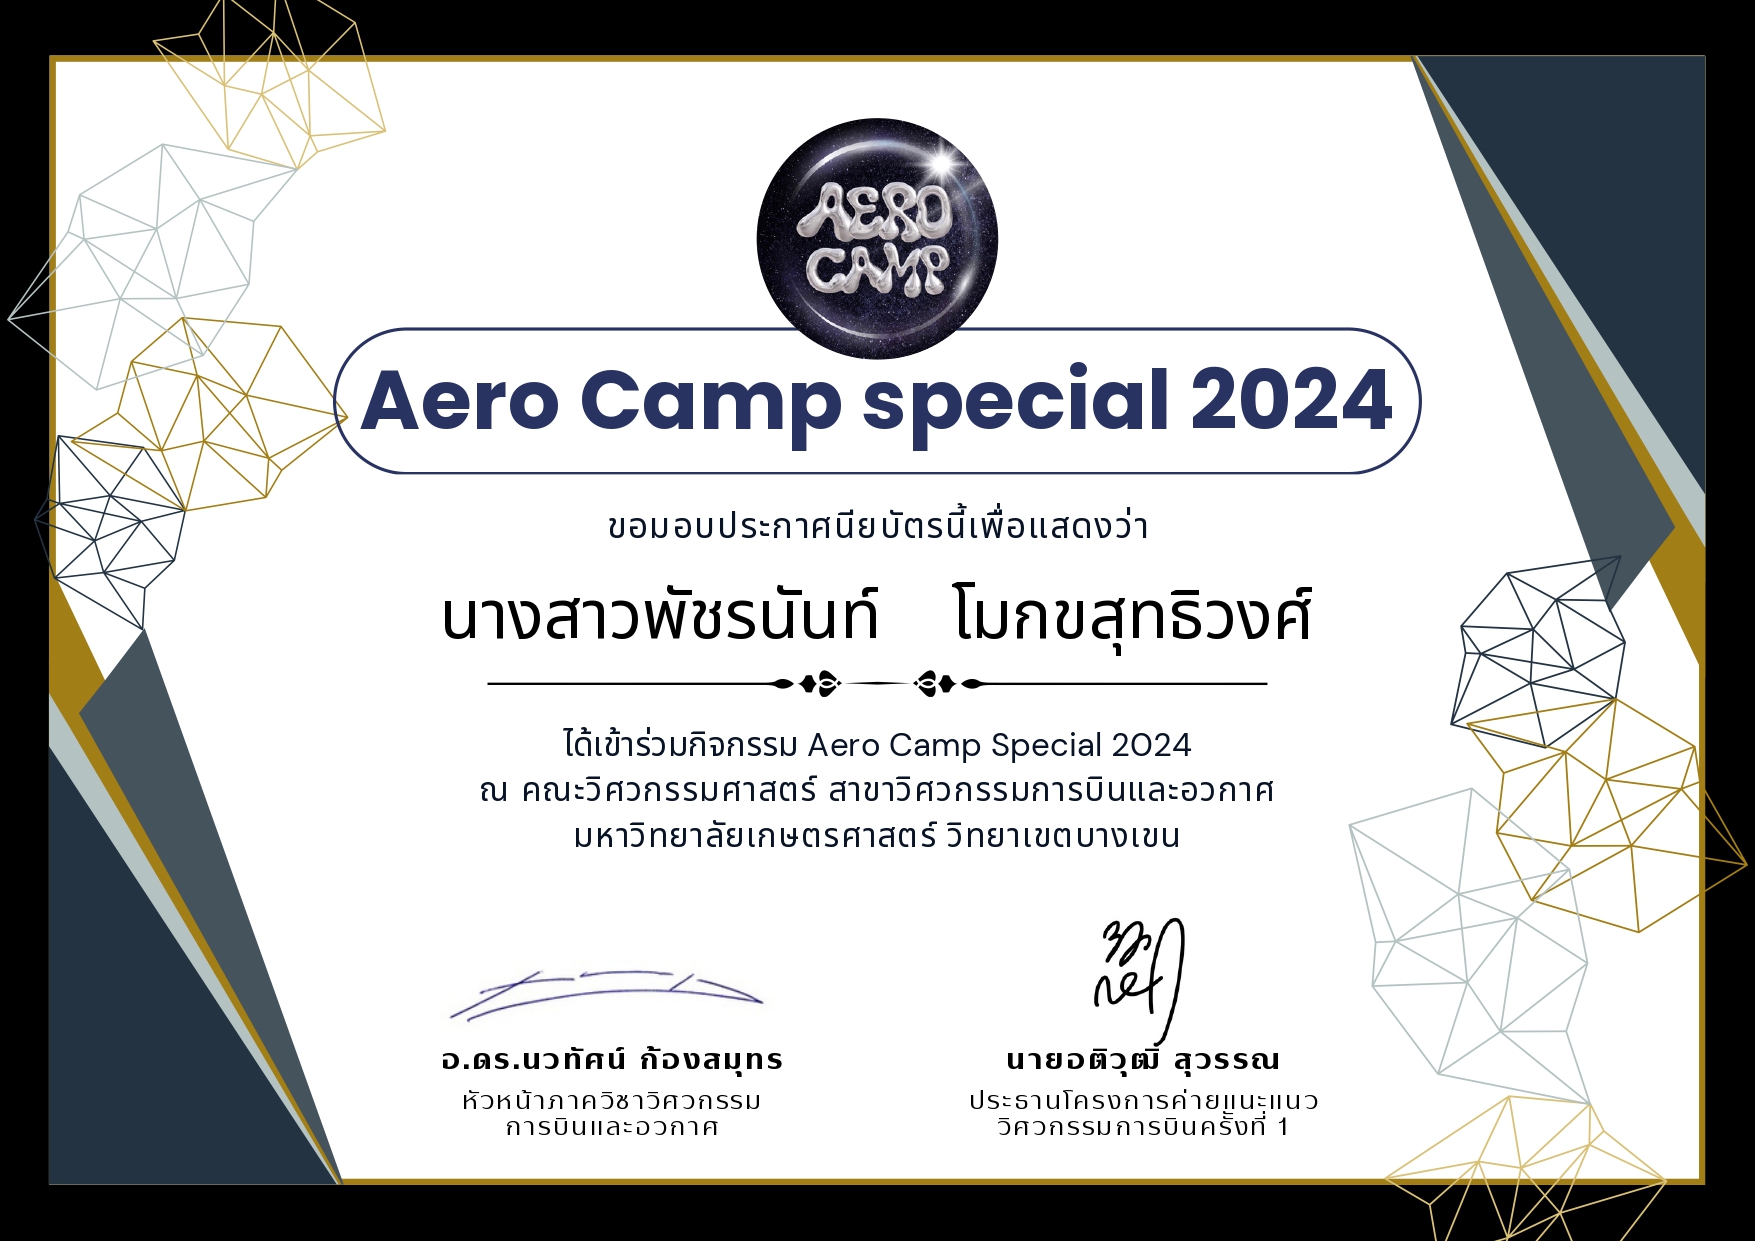 AERO
CAMP
Aero Camp special 2024
ขอมอบประกาศนียบัตรนี้เพื่อแสดงว่า
นางสาวพัชรนันท์ โมกขสุทธิวงศ์
ได้เข้าร่วมกิจกรรม Aero Camp Special 2024
ณ คณะวิศวกรรมศาสตร์ สาขาวิศวกรรมการบินและอวกาศ
มหาวิทยาลัยเกษตรศาสตร์ วิทยาเขตบางเขน
อ.ดร.นวทัศน์ ก้องสมุทร
หัวหน้าภาควิชาวิศวกรรม
การบินและอวกาศ
นายอติวุฒิ สุวรรณ
ประธานโครงการค่ายแนะแนว
วิศวกรรมการบินครั้งที่ 1